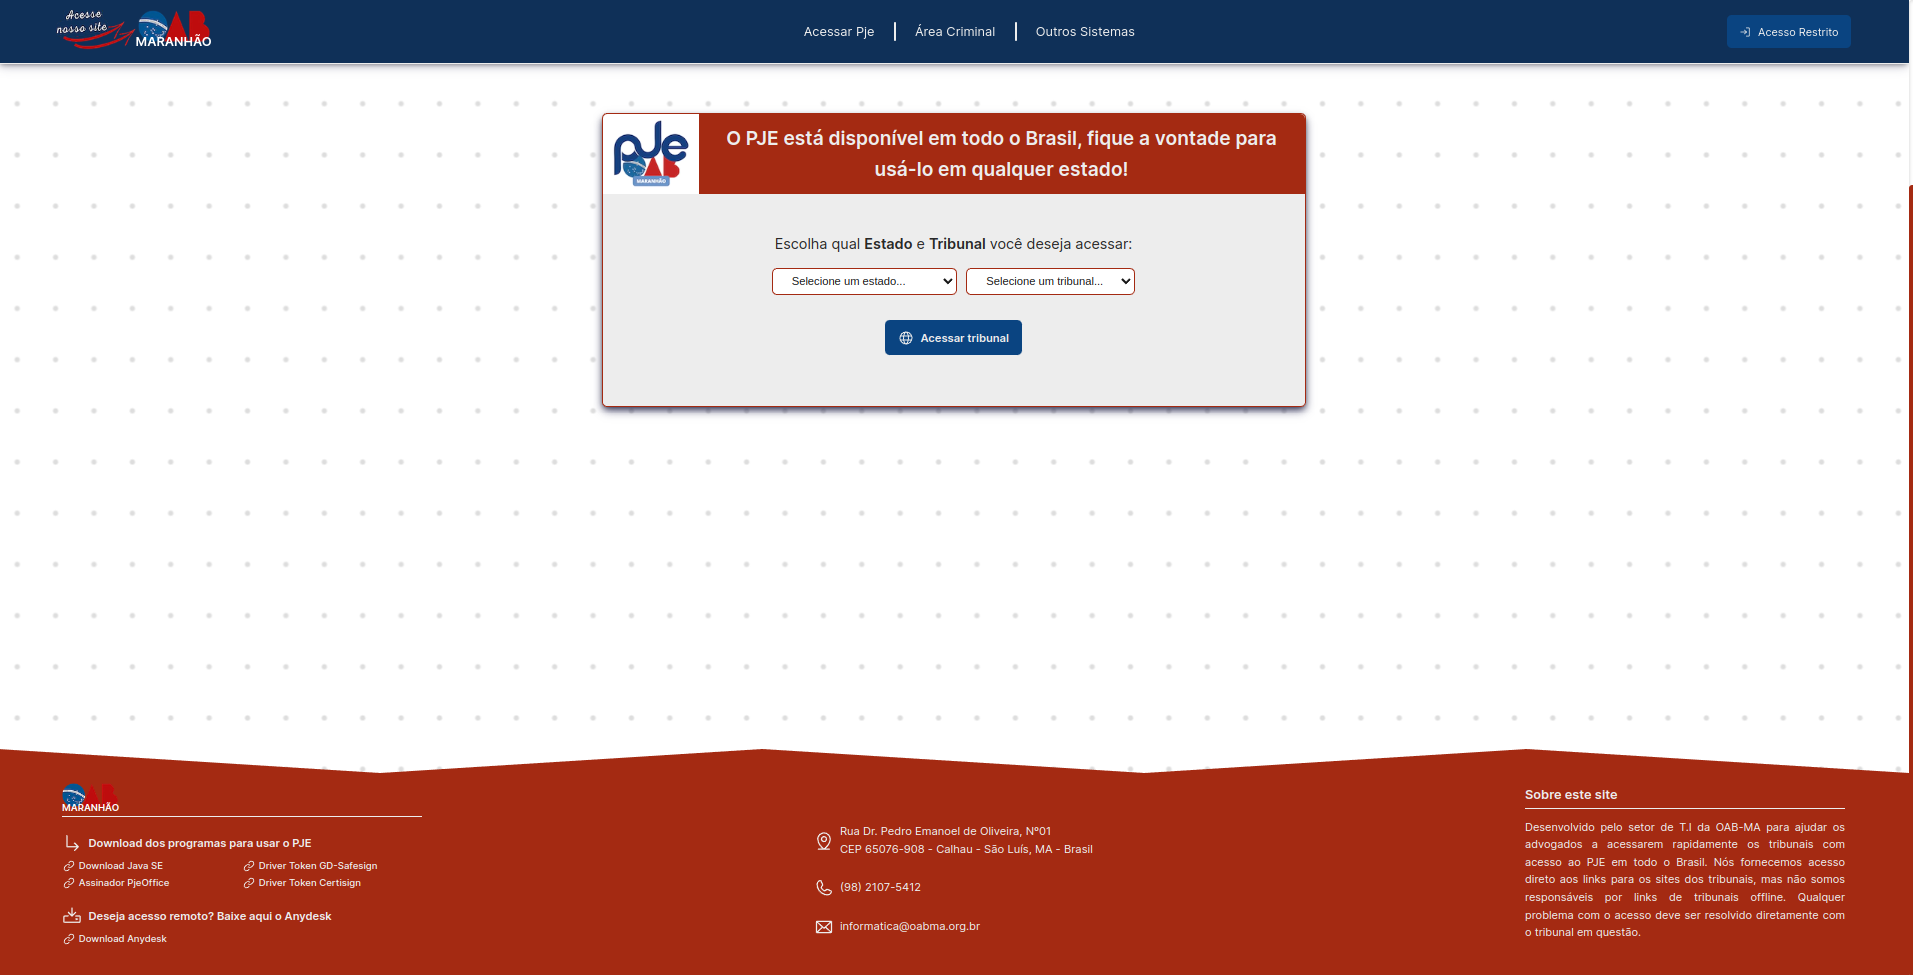 Acesse
nosso site
OAB
MARANHÃO
Acessar Pje
Área Criminal
Outros Sistemas
Acesso Restrito
pJe
OAB
MARANHÃO
O PJE está disponível em todo o Brasil, fique a vontade para
usá-lo em qualquer estado!
Escolha qual Estado e Tribunal você deseja acessar:
Selecione um estado...
Selecione um tribunal...
Acessar tribunal
OAB
MARANHÃO
Download dos programas para usar o PJE
Download Java SE
Driver Token GD-Safesign
Assinador PjeOffice
Driver Token Certisign
Deseja acesso remoto? Baixe aqui o Anydesk
Download Anydesk
Rua Dr. Pedro Emanoel de Oliveira, Nº01
CEP 65076-908 - Calhau - São Luís, MA - Brasil
(98) 2107-5412
informatica@oabma.org.br
Sobre este site
Desenvolvido pelo setor de T.I da OAB-MA para ajudar os
advogados a acessarem rapidamente os tribunais com
acesso ao PJE em todo o Brasil. Nós fornecemos acesso
direto aos links para os sites dos tribunais, mas não somos
responsáveis por links de tribunais offline. Qualquer
problema com o acesso deve ser resolvido diretamente com
o tribunal em questão.